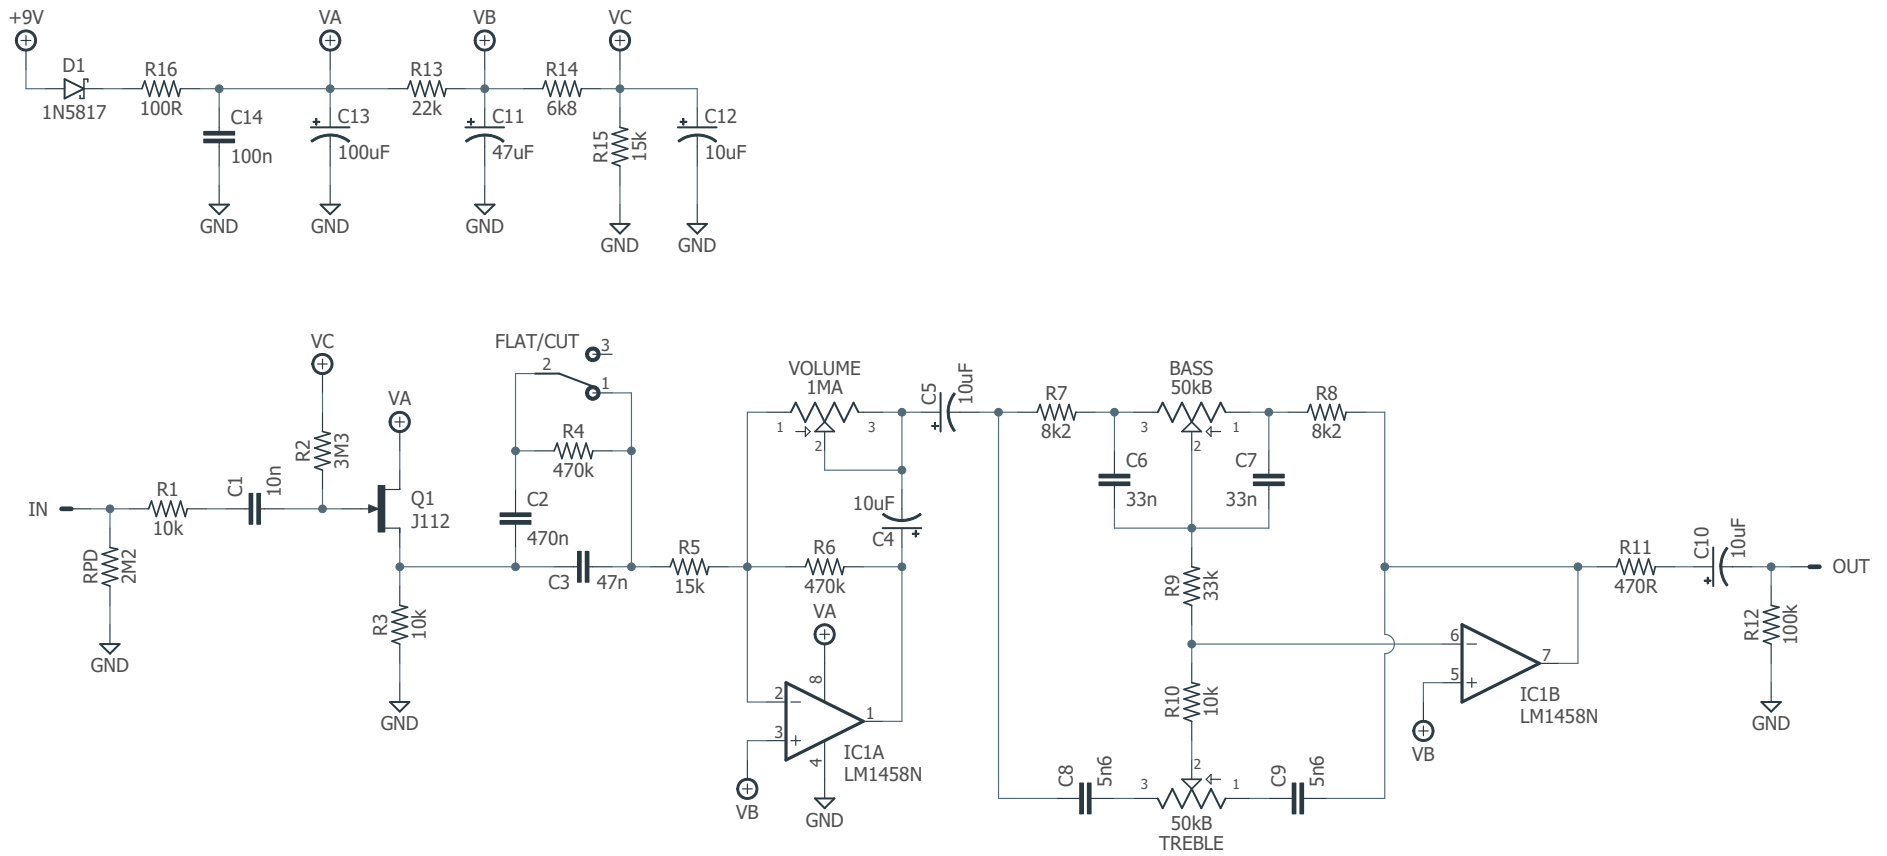 +9V
VA
VB
VC
D1
1N5817
R16
100R
C14
100n
C13
100uF
R13
22k
C11
47uF
R14
6k8
R15
15k
C12
10uF
GND
GND
GND
GND
GND
IN
RPD
2M2
GND
R1
10k
C1
10n
VC
R2
3M3
VA
Q1
J112
R3
10k
GND
FLAT/CUT
2
3
1
R4
470k
C2
470n
C3
47n
R5
15k
VOLUME
1MA
1
2
3
10uF
C4
R6
470k
VA
8
2
3
1
4
IC1A
LM1458N
VB
GND
C5
10uF
R7
8k2
BASS
50kB
3
2
1
R8
8k2
C6
33n
C7
33n
R9
33k
R10
10k
C8
5n6
3
2
1
50kB
TREBLE
C9
5n6
6
5
7
IC1B
LM1458N
VB
R11
470R
C10
10uF
R12
100k
GND
OUT